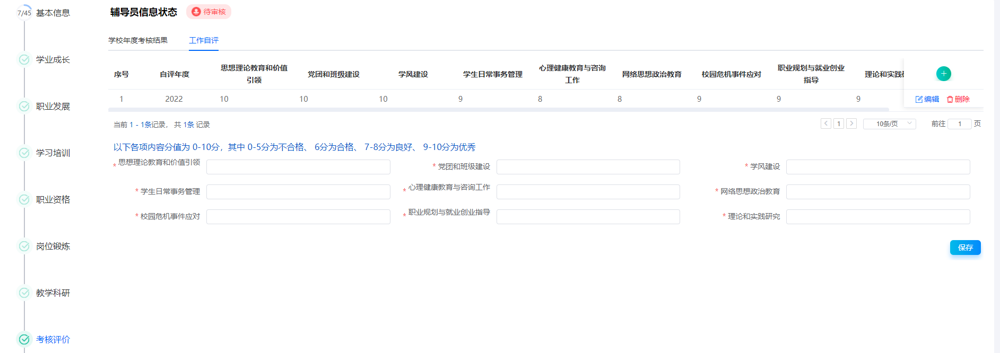 7/45 基本信息
学业成长
职业发展
学习培训
职业资格
岗位锻炼
教学科研
考核评价
辅导员信息状态 待审核
学校年度考核结果 工作自评
序号 自评年度 思想理论教育和价值引领 党团和班级建设 学风建设 学生日常事务管理 心理健康教育与咨询工作 网络思想政治教育 校园危机事件应对 职业规划与就业创业指导 理论和实践
1 2022 10 10 10 9 8 8 9 9 9 编辑 删除
当前 1 - 1条记录， 共 1条 记录 1 10条/页 前往 1 页
以下各项内容分值为 0-10分，其中 0-5分为不合格、 6分为合格、 7-8分为良好、 9-10分为优秀
* 思想理论教育和价值引领 * 党团和班级建设 * 学风建设
* 学生日常事务管理 * 心理健康教育与咨询工作 * 网络思想政治教育
* 校园危机事件应对 * 职业规划与就业创业指导 * 理论和实践研究
保存